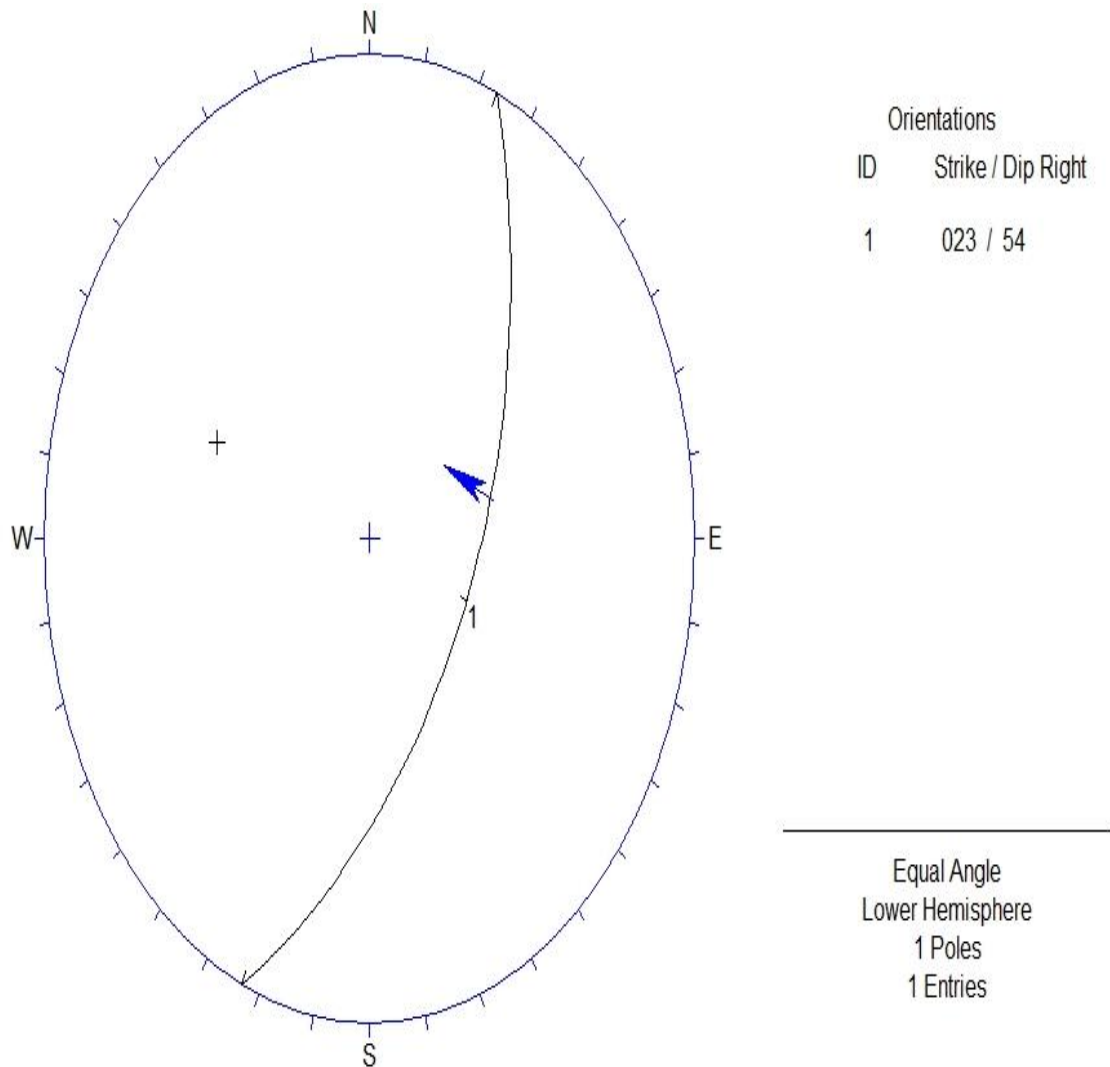 N
W
E
S
1
Orientations
ID Strike / Dip Right
1 023 / 54
Equal Angle
Lower Hemisphere
1 Poles
1 Entries